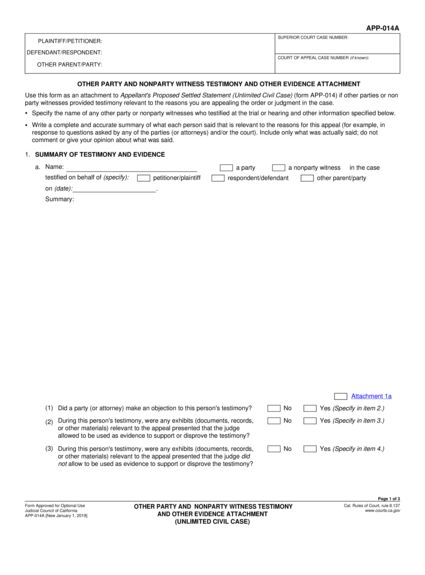 APP-014A
PLAINTIFF/PETITIONER:
DEFENDANT/RESPONDENT:
OTHER PARENT/PARTY:
SUPERIOR COURT CASE NUMBER:
COURT OF APPEAL CASE NUMBER (if known):
OTHER PARTY AND NONPARTY WITNESS TESTIMONY AND OTHER EVIDENCE ATTACHMENT
Use this form as an attachment to Appellant's Proposed Settled Statement (Unlimited Civil Case) (form APP-014) if other parties or non
party witnesses provided testimony relevant to the reasons you are appealing the order or judgment in the case.
• Specify the name of any other party or nonparty witnesses who testified at the trial or hearing and other information specified below.
• Write a complete and accurate summary of what each person said that is relevant to the reasons for this appeal (for example, in
response to questions asked by any of the parties (or attorneys) and/or the court). Include only what was actually said; do not
comment or give your opinion about what was said.
1. SUMMARY OF TESTIMONY AND EVIDENCE
a. Name: a party a nonparty witness in the case
testified on behalf of (specify): petitioner/plaintiff respondent/defendant other parent/party
on (date): .
Summary:
Attachment 1a
(1) Did a party (or attorney) make an objection to this person's testimony? No Yes (Specify in item 2.)
(2) During this person's testimony, were any exhibits (documents, records, No Yes (Specify in item 3.)
or other materials) relevant to the appeal presented that the judge
allowed to be used as evidence to support or disprove the testimony?
(3) During this person's testimony, were any exhibits (documents, records, No Yes (Specify in item 4.)
or other materials) relevant to the appeal presented that the judge did
not allow to be used as evidence to support or disprove the testimony?
Page 1 of 3
Form Approved for Optional Use
Judicial Council of California
APP-014A [New January 1, 2019]
OTHER PARTY AND NONPARTY WITNESS TESTIMONY
AND OTHER EVIDENCE ATTACHMENT
(UNLIMITED CIVIL CASE)
Cal. Rules of Court, rule 8.137
www.courts.ca.gov